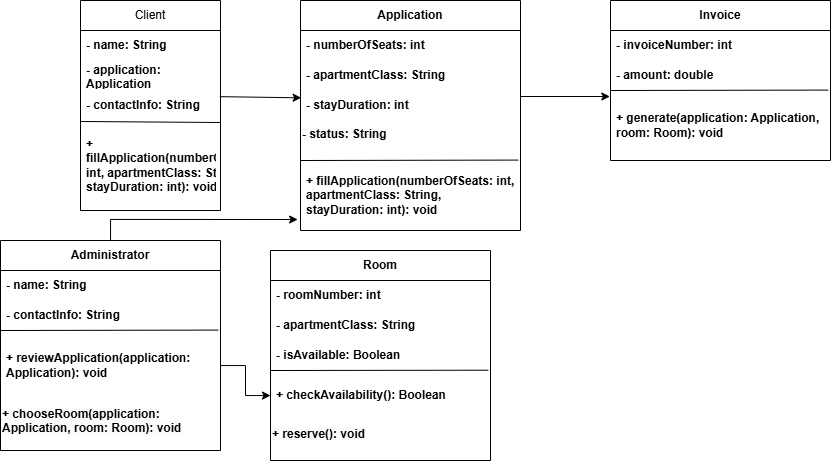 Client
- name: String
- application:
Application
- contactInfo: String
+
fillApplication(number
int, apartmentClass: St
stayDuration: int): void
Application
- numberOfSeats: int
- apartmentClass: String
- stayDuration: int
- status: String
+ fillApplication(numberOfSeats: int,
apartmentClass: String,
stayDuration: int): void
Invoice
- invoiceNumber: int
- amount: double
+ generate(application: Application,
room: Room): void
Administrator
- name: String
- contactInfo: String
+ reviewApplication(application:
Application): void
+ chooseRoom(application:
Application, room: Room): void
Room
- roomNumber: int
- apartmentClass: String
- isAvailable: Boolean
+ checkAvailability(): Boolean
+ reserve(): void